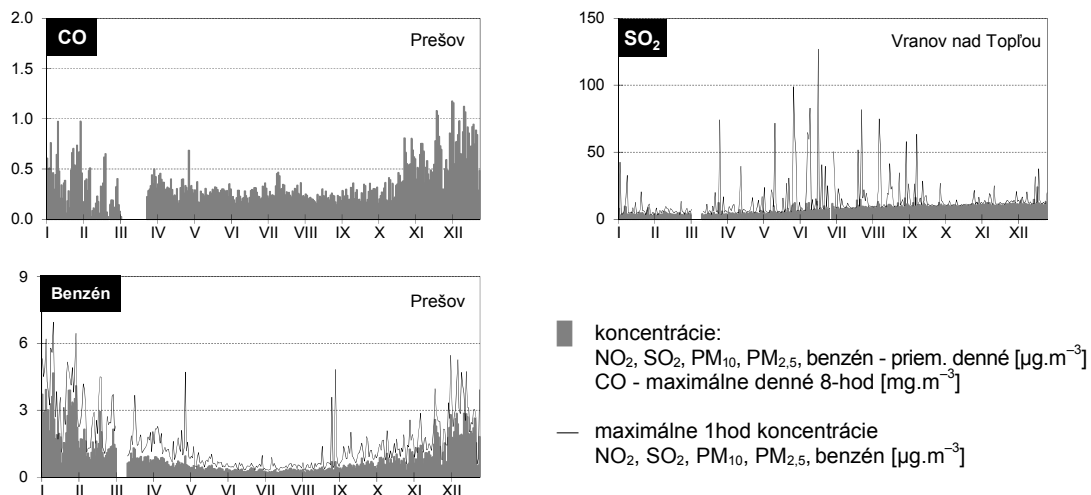 2.0
CO
Prešov
1.5
1.0
0.5
0.0
I II III IV V VI VII VIII IX X XI XII
150
SO₂
Vranov nad Topľou
100
50
0
I II III IV V VI VII VIII IX X XI XII
9
Benzén
Prešov
6
3
0
I II III IV V VI VII VIII IX X XI XII
koncentrácie:
NO₂, SO₂, PM₁₀, PM₂,₅, benzén - priem. denné [µg.m⁻³]
CO - maximálne denné 8-hod [mg.m⁻³]
maximálne 1hod koncentrácie
NO₂, SO₂, PM₁₀, PM₂,₅, benzén [µg.m⁻³]